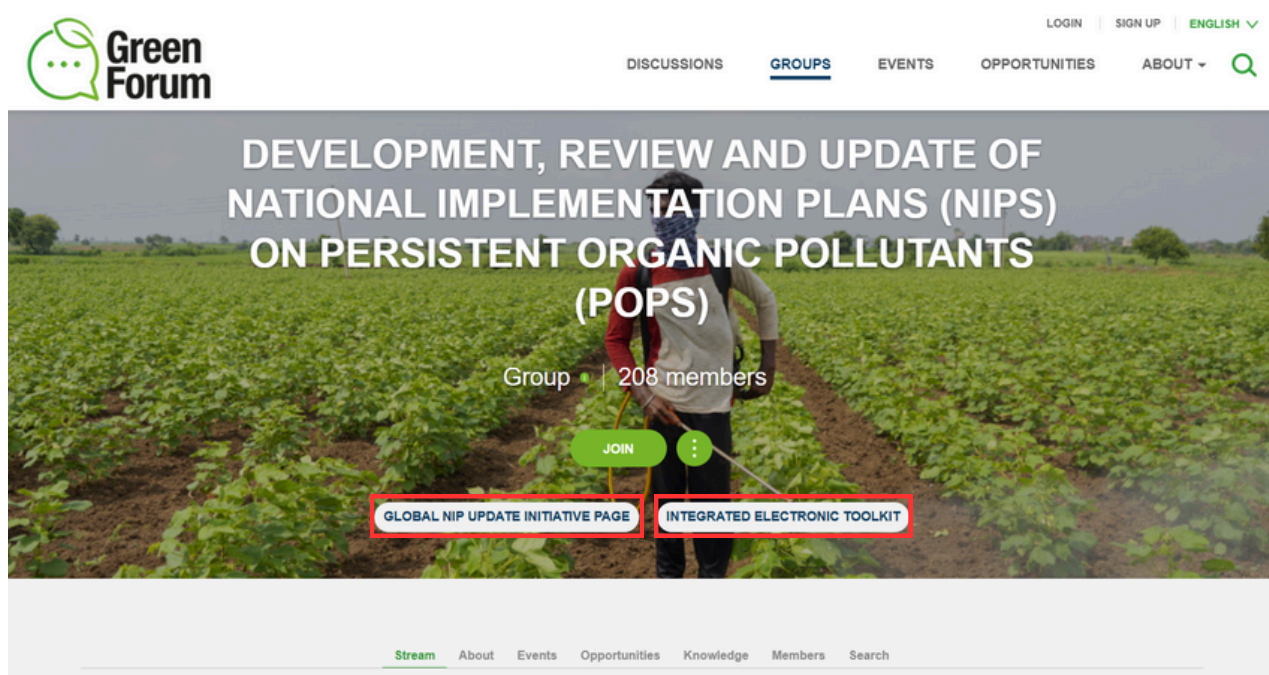 LOGIN SIGN UP ENGLISH
Green
Forum
DISCUSSIONS GROUPS EVENTS OPPORTUNITIES ABOUT
DEVELOPMENT, REVIEW AND UPDATE OF
NATIONAL IMPLEMENTATION PLANS (NIPS)
ON PERSISTENT ORGANIC POLLUTANTS
(POPS)
Group 208 members
JOIN
GLOBAL NIP UPDATE INITIATIVE PAGE INTEGRATED ELECTRONIC TOOLKIT
Stream About Events Opportunities Knowledge Members Search